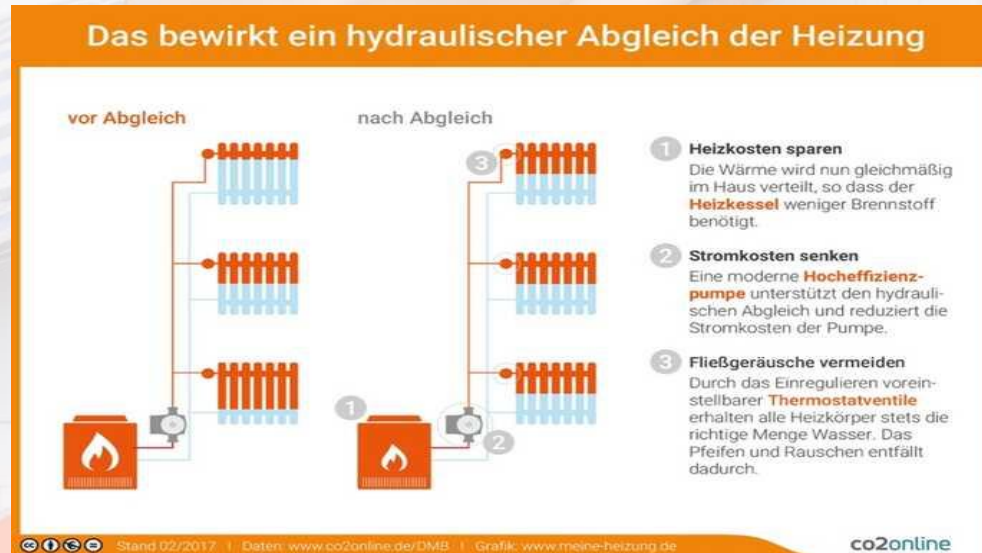 Das bewirkt ein hydraulischer Abgleich der Heizung
vor Abgleich
nach Abgleich
1 Heizkosten sparen
Die Wärme wird nun gleichmäßig
im Haus verteilt, so dass der
Heizkessel weniger Brennstoff
benötigt.
2 Stromkosten senken
Eine moderne Hocheffizienz-
pumpe unterstützt den hydrauli-
schen Abgleich und reduziert die
Stromkosten der Pumpe.
3 Fließgeräusche vermeiden
Durch das Einregulieren vorein-
stellbarer Thermostatventile
erhalten alle Heizkörper stets die
richtige Menge Wasser. Das
Pfeifen und Rauschen entfällt
dadurch.
3
1
2
Stand 02/2017 | Daten: www.co2online.de/DMB | Grafik: www.meine-heizung.de
co2online